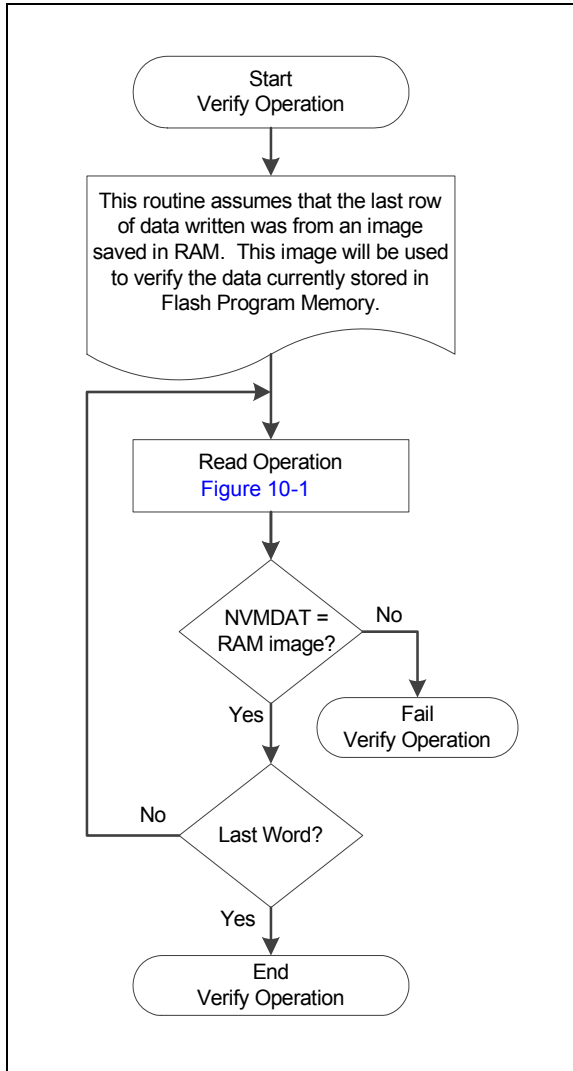 Start
Verify Operation
This routine assumes that the last row
of data written was from an image
saved in RAM. This image will be used
to verify the data currently stored in
Flash Program Memory.
Read Operation
Figure 10-1
NVMDAT =
RAM image?
No
Yes
Fail
Verify Operation
No
Last Word?
Yes
End
Verify Operation